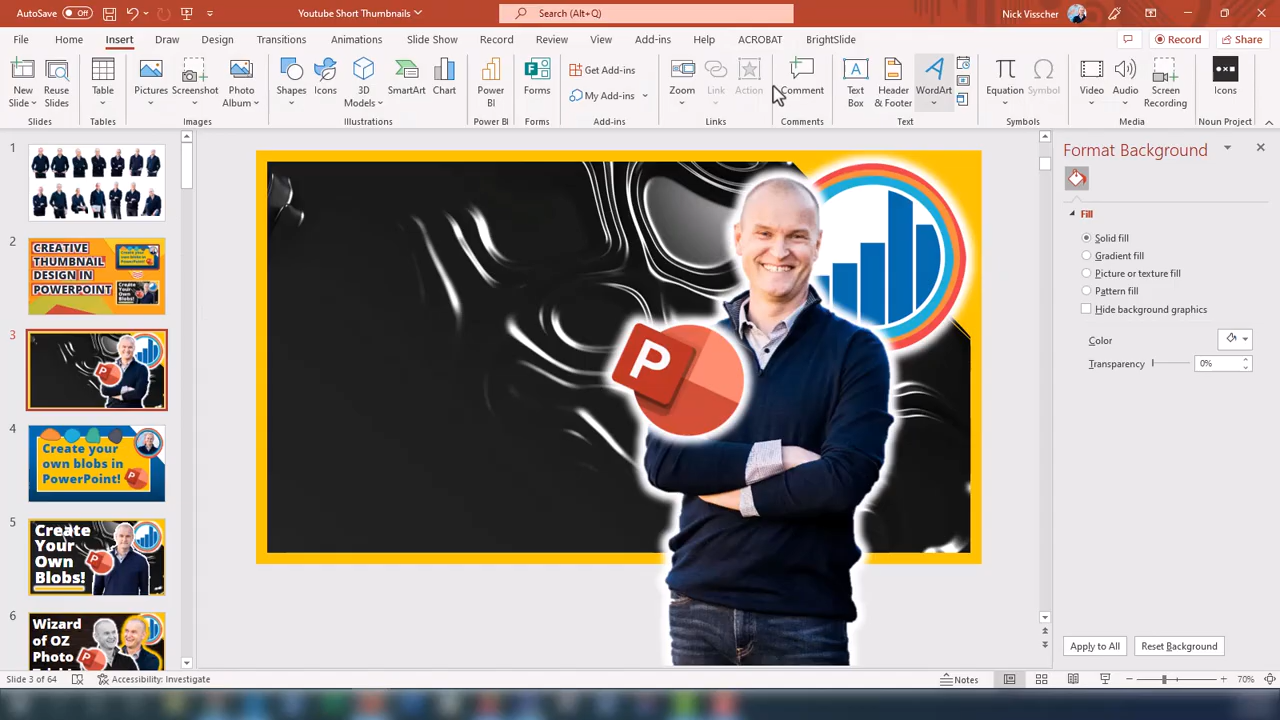 AutoSave Off
Youtube Short Thumbnails
Search (Alt+Q)
Nick Visscher
File Home Insert Draw Design Transitions Animations Slide Show Record Review View Add-ins Help ACROBAT BrightSlide
Record
Share
New Slide
Reuse Slides
Table
Pictures
Screenshot
Photo Album
Shapes
Icons
3D Models
SmartArt
Chart
Power BI
Forms
Get Add-ins
My Add-ins
Zoom
Link
Action
Comment
Text Box
Header & Footer
WordArt
Equation
Symbol
Video
Audio
Screen Recording
Icons
Slides Tables Images Illustrations Power BI Forms Add-ins Links Comments Text Symbols Media Noun Project
1
2
CREATIVE
THUMBNAIL
DESIGN IN
POWERPOINT
3
4
Create your
own blobs in
PowerPoint!
5
Create
Your
Own
Blobs!
6
Wizard
of OZ
Photo
P
Format Background
Fill
Solid fill
Gradient fill
Picture or texture fill
Pattern fill
Hide background graphics
Color
Transparency 0%
Apply to All
Reset Background
Slide 3 of 64
Accessibility: Investigate
Notes
70%